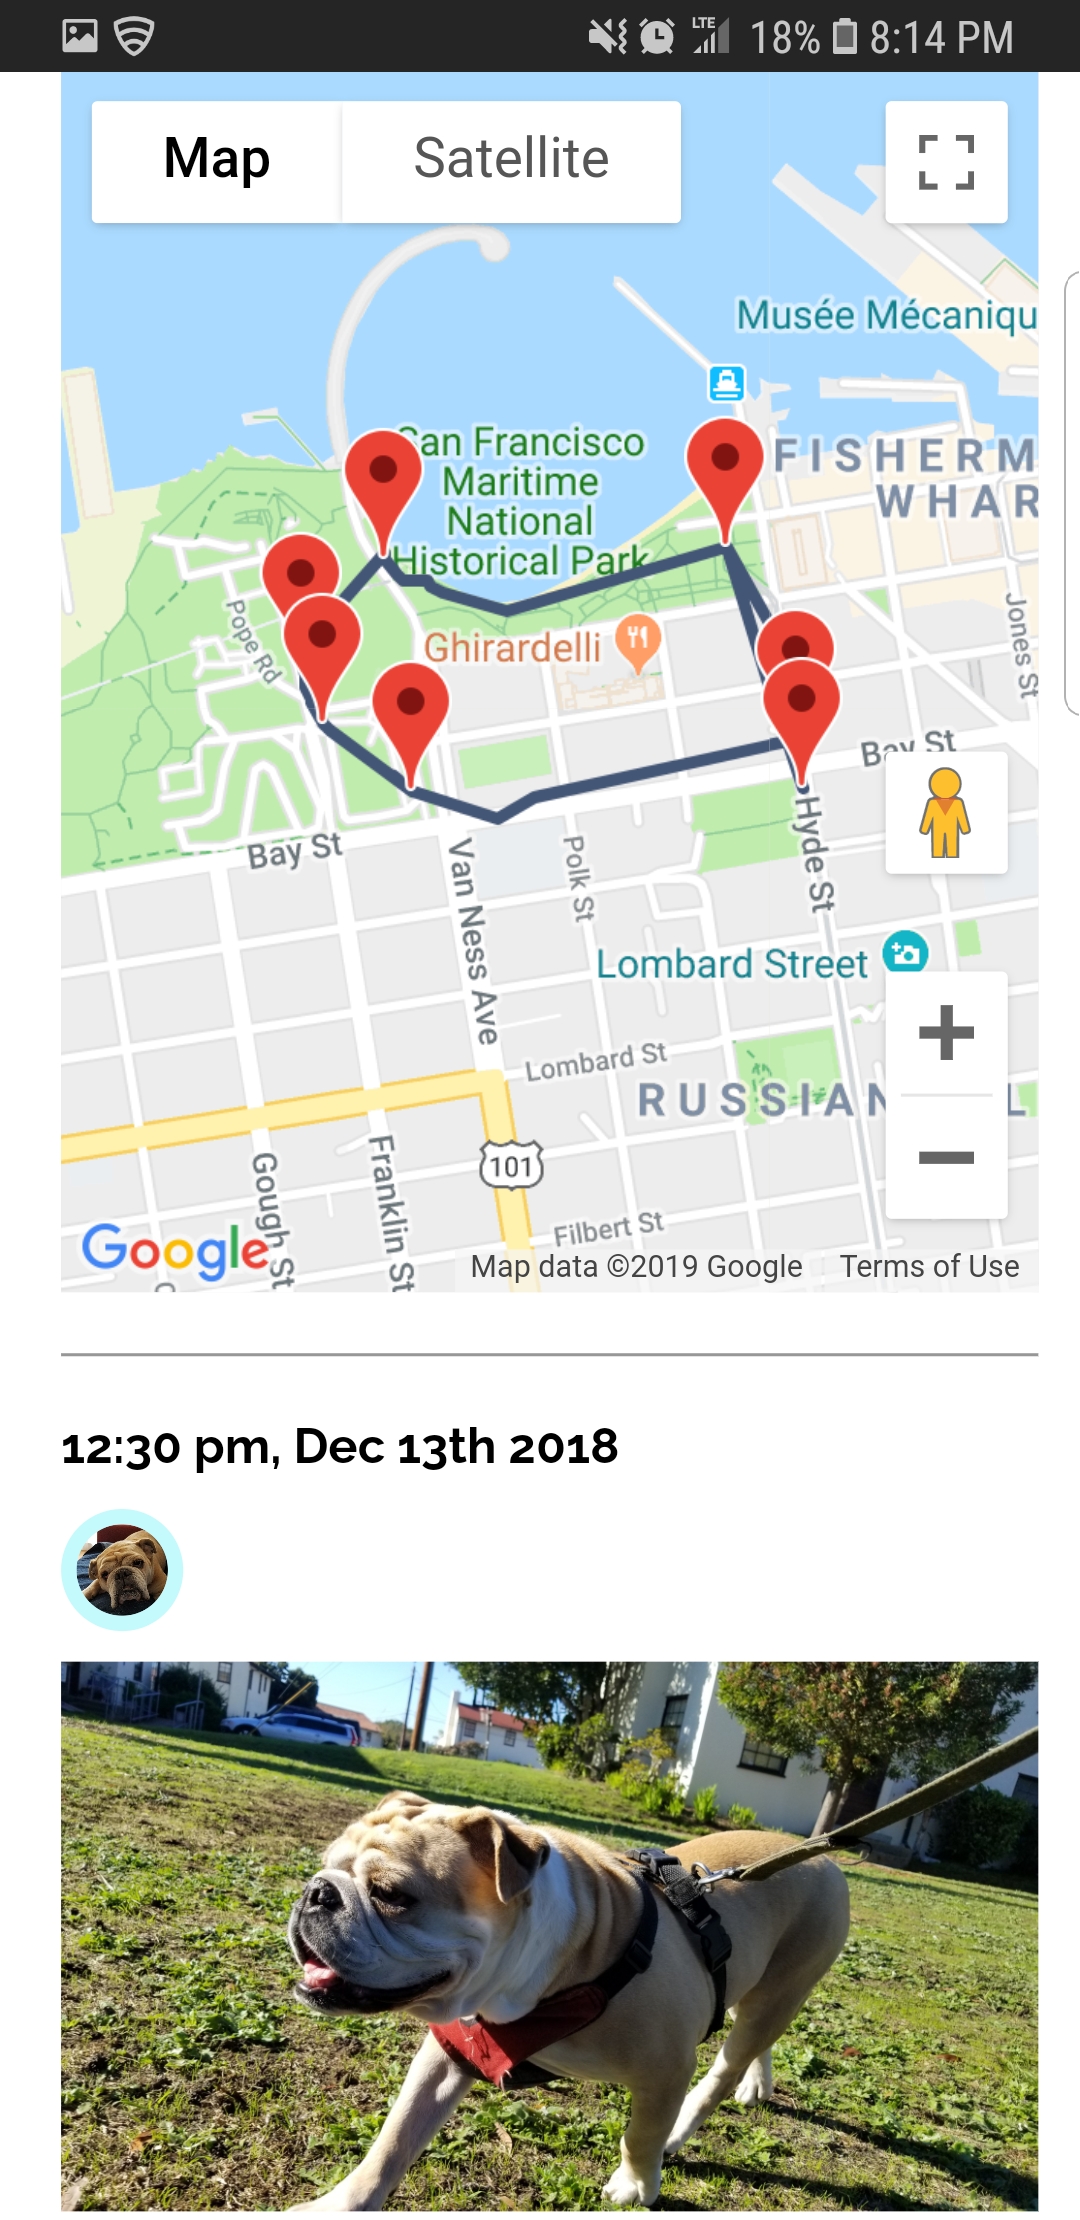 LTE 18% 8:14 PM
Map Satellite
Musée Mécaniqu
San Francisco
Maritime
National
Historical Park
FISHERM
WHAR
Pope Rd
Ghirardelli
Jones St
Bay St
Bay St
Van Ness Ave
Polk St
Hyde St
Lombard Street
Lombard St
RUSSIAN
L
101
Gough St
Franklin St
Filbert St
Google
Map data ©2019 Google Terms of Use
12:30 pm, Dec 13th 2018